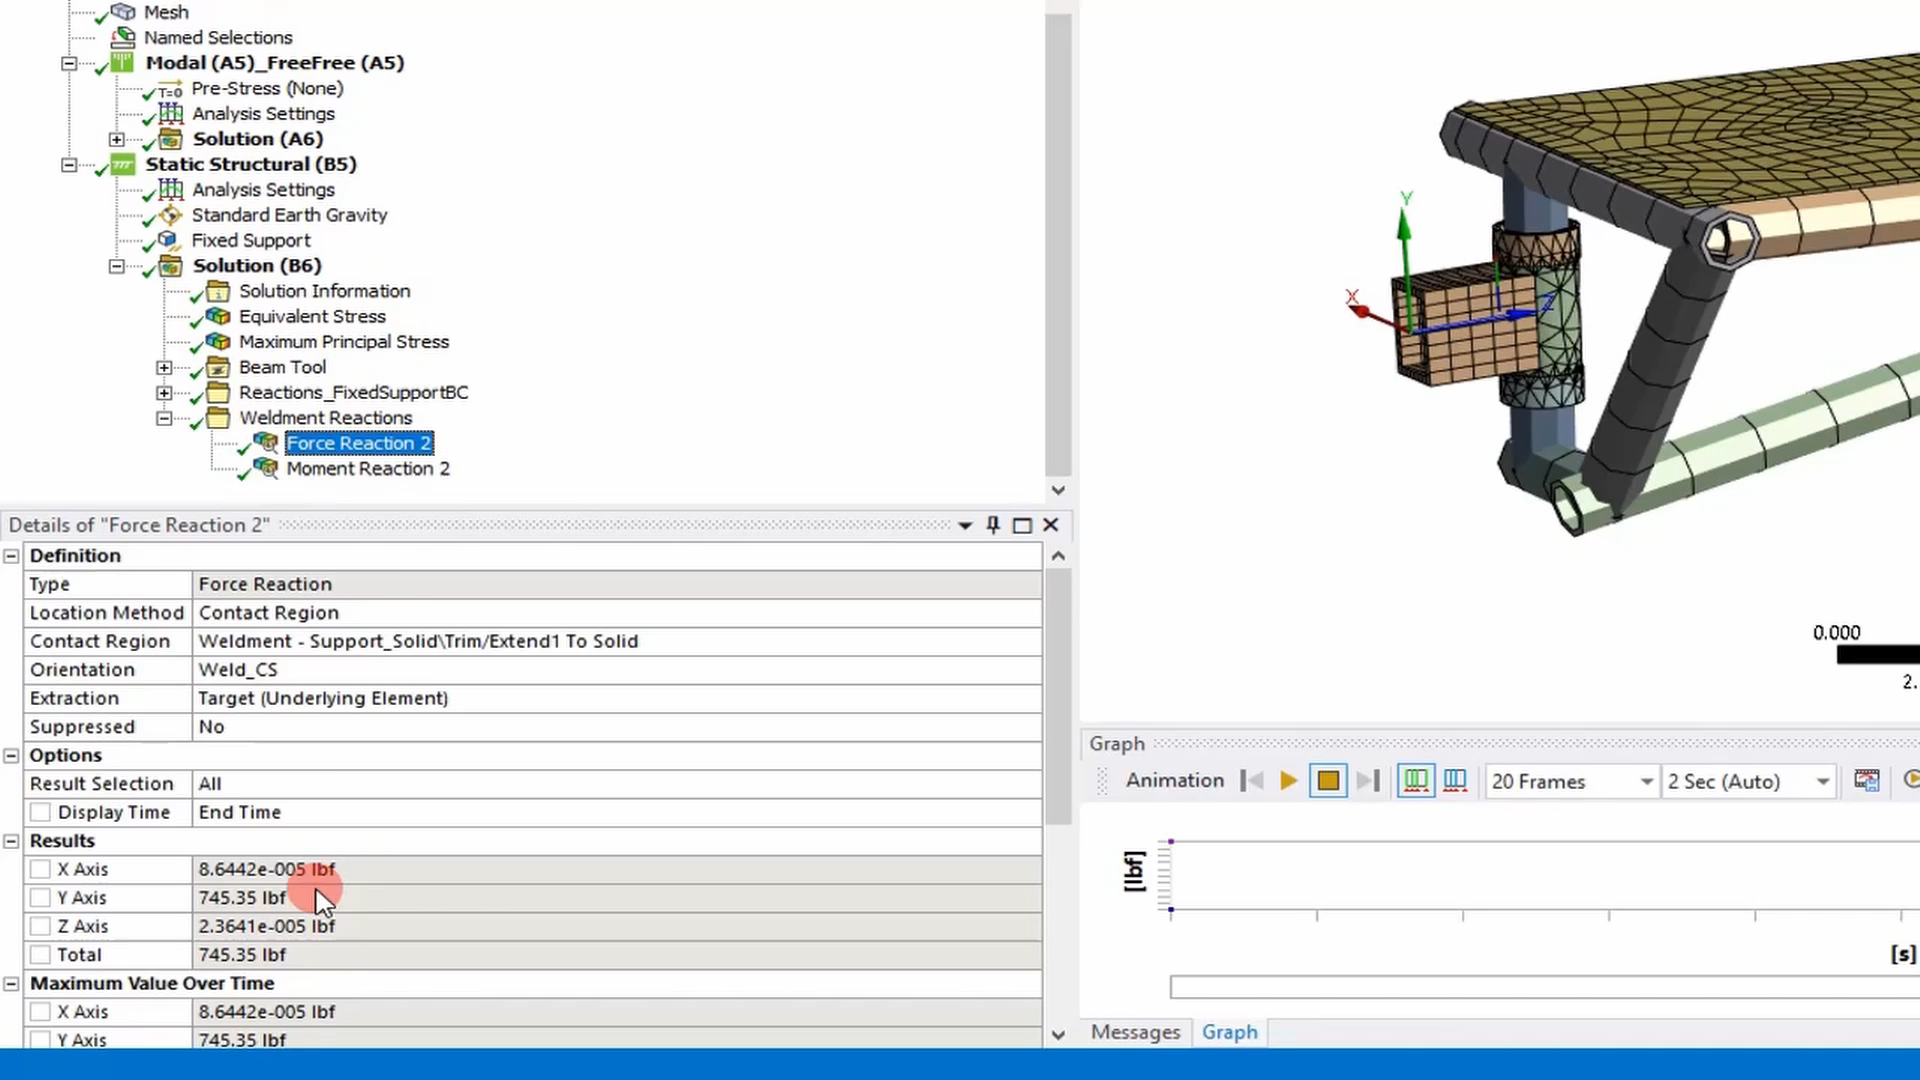 Mesh
Named Selections
Modal (A5)_FreeFree (A5)
T=0 Pre-Stress (None)
Analysis Settings
Solution (A6)
Static Structural (B5)
Analysis Settings
Standard Earth Gravity
Fixed Support
Solution (B6)
Solution Information
Equivalent Stress
Maximum Principal Stress
Beam Tool
Reactions_FixedSupportBC
Weldment Reactions
Force Reaction 2
Moment Reaction 2
Details of "Force Reaction 2"
Definition
Type Force Reaction
Location Method Contact Region
Contact Region Weldment - Support_Solid\Trim/Extend1 To Solid
Orientation Weld_CS
Extraction Target (Underlying Element)
Suppressed No
Options
Result Selection All
Display Time End Time
Results
X Axis 8.6442e-005 lbf
Y Axis 745.35 lbf
Z Axis 2.3641e-005 lbf
Total 745.35 lbf
Maximum Value Over Time
X Axis 8.6442e-005 lbf
Y Axis 745.35 lbf
Y
X
Z
0.000
2.
Graph
Animation 20 Frames 2 Sec (Auto)
[lbf]
[s]
Messages Graph